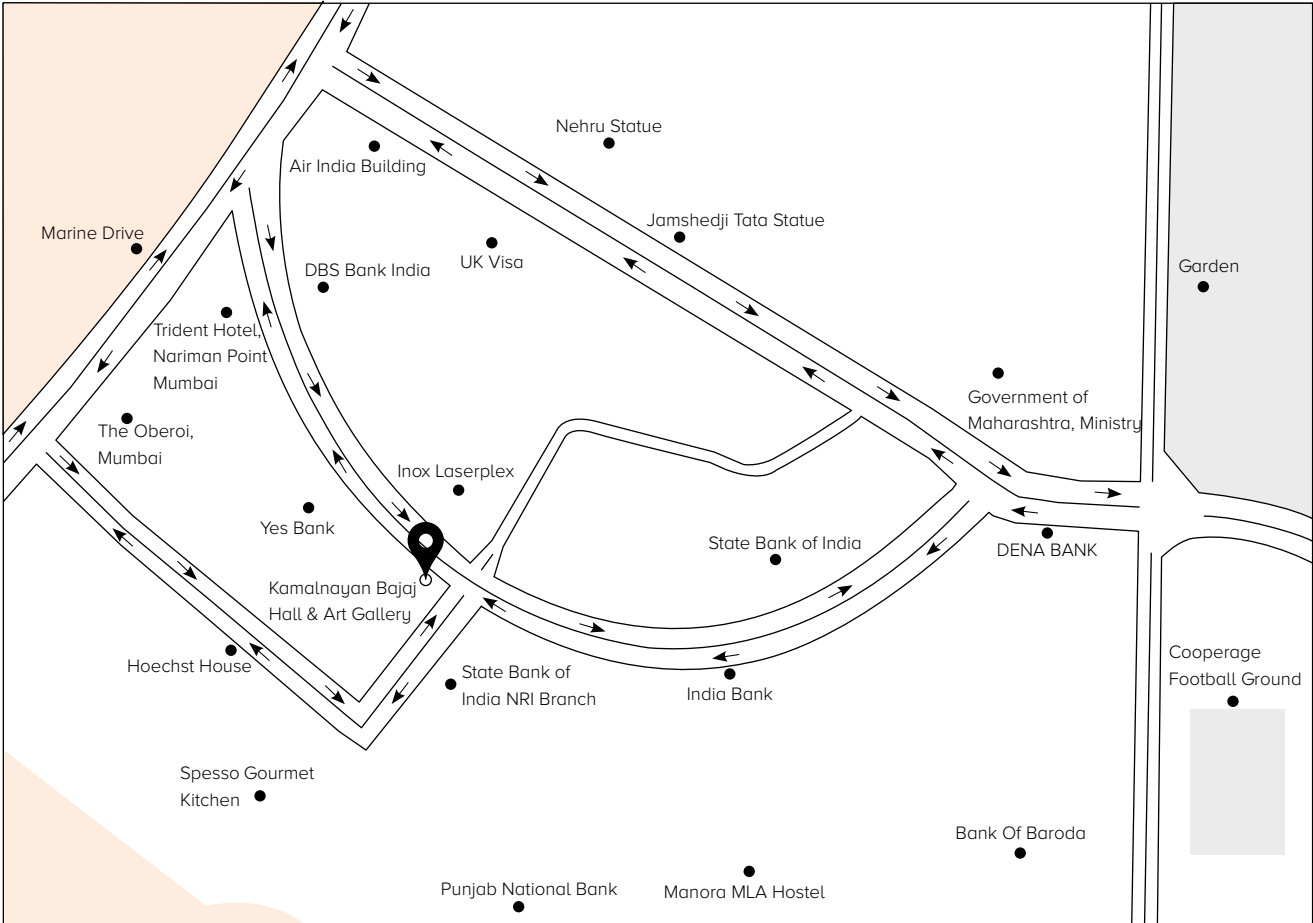 Nehru Statue
Air India Building
Jamshedji Tata Statue
Marine Drive
UK Visa
DBS Bank India
Garden
Trident Hotel,
Nariman Point
Mumbai
Government of
Maharashtra, Ministry
The Oberoi,
Mumbai
Inox Laserplex
Yes Bank
State Bank of India
DENA BANK
Kamalnayan Bajaj
Hall & Art Gallery
Hoechst House
State Bank of
India NRI Branch
India Bank
Cooperage
Football Ground
Spesso Gourmet
Kitchen
Bank Of Baroda
Punjab National Bank
Manora MLA Hostel